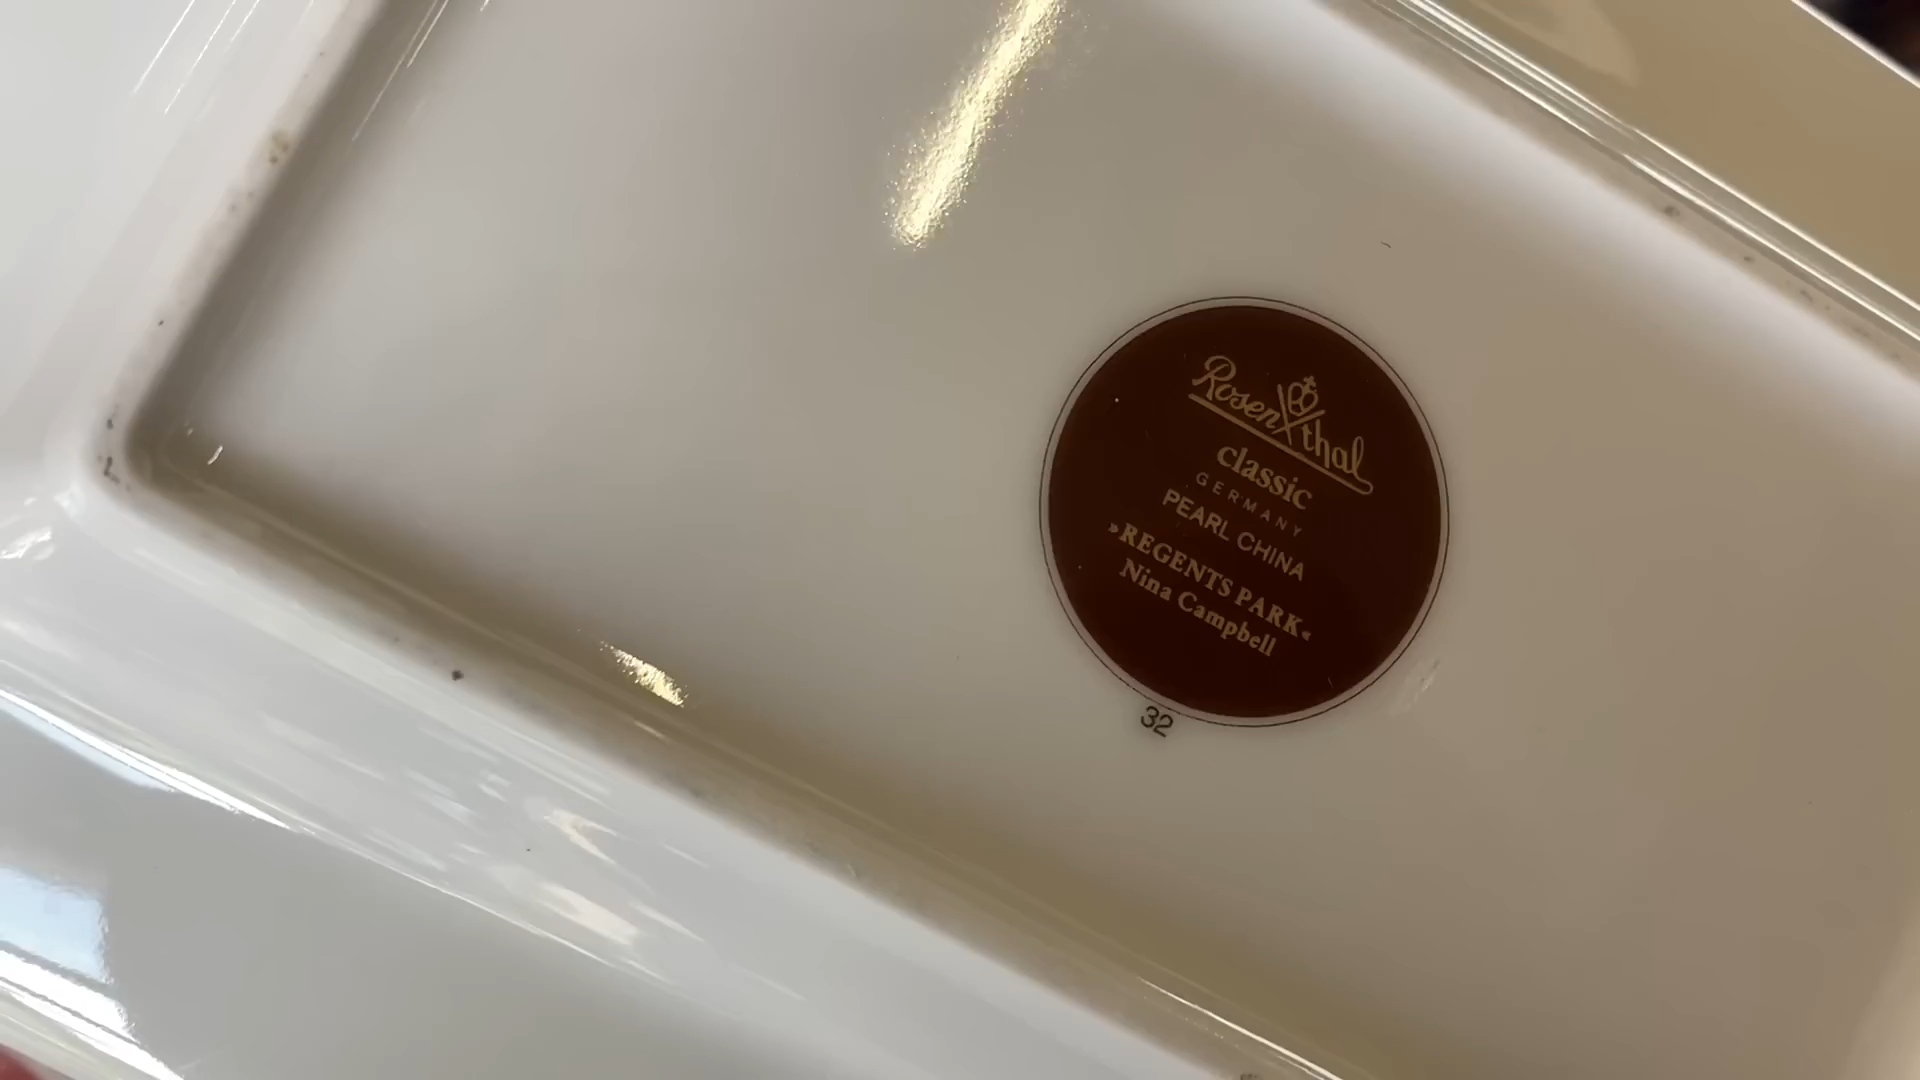 Rosenthal
classic
GERMANY
PEARL CHINA
»REGENTS PARK«
Nina Campbell
32